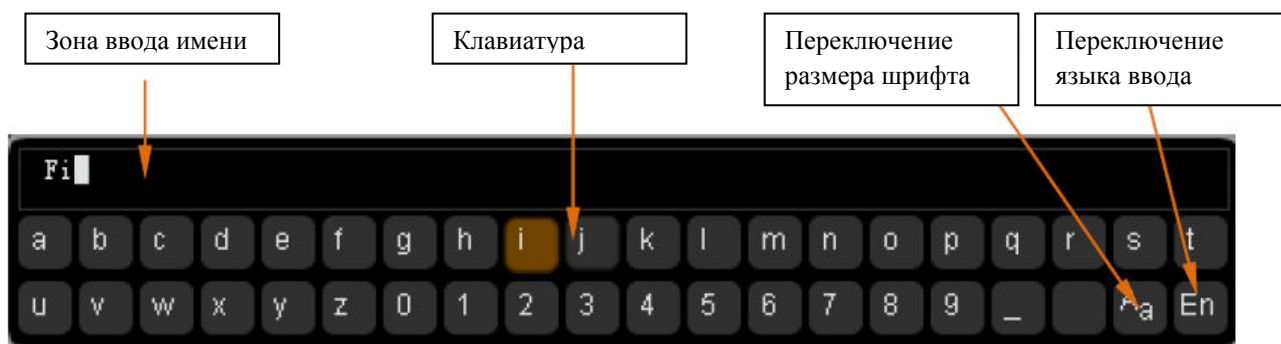 Зона ввода имени
Клавиатура
Переключение
размера шрифта
Переключение
языка ввода
Fi
a b c d e f g h i j k l m n o p q r s t
u v w x y z 0 1 2 3 4 5 6 7 8 9 _ Aa En